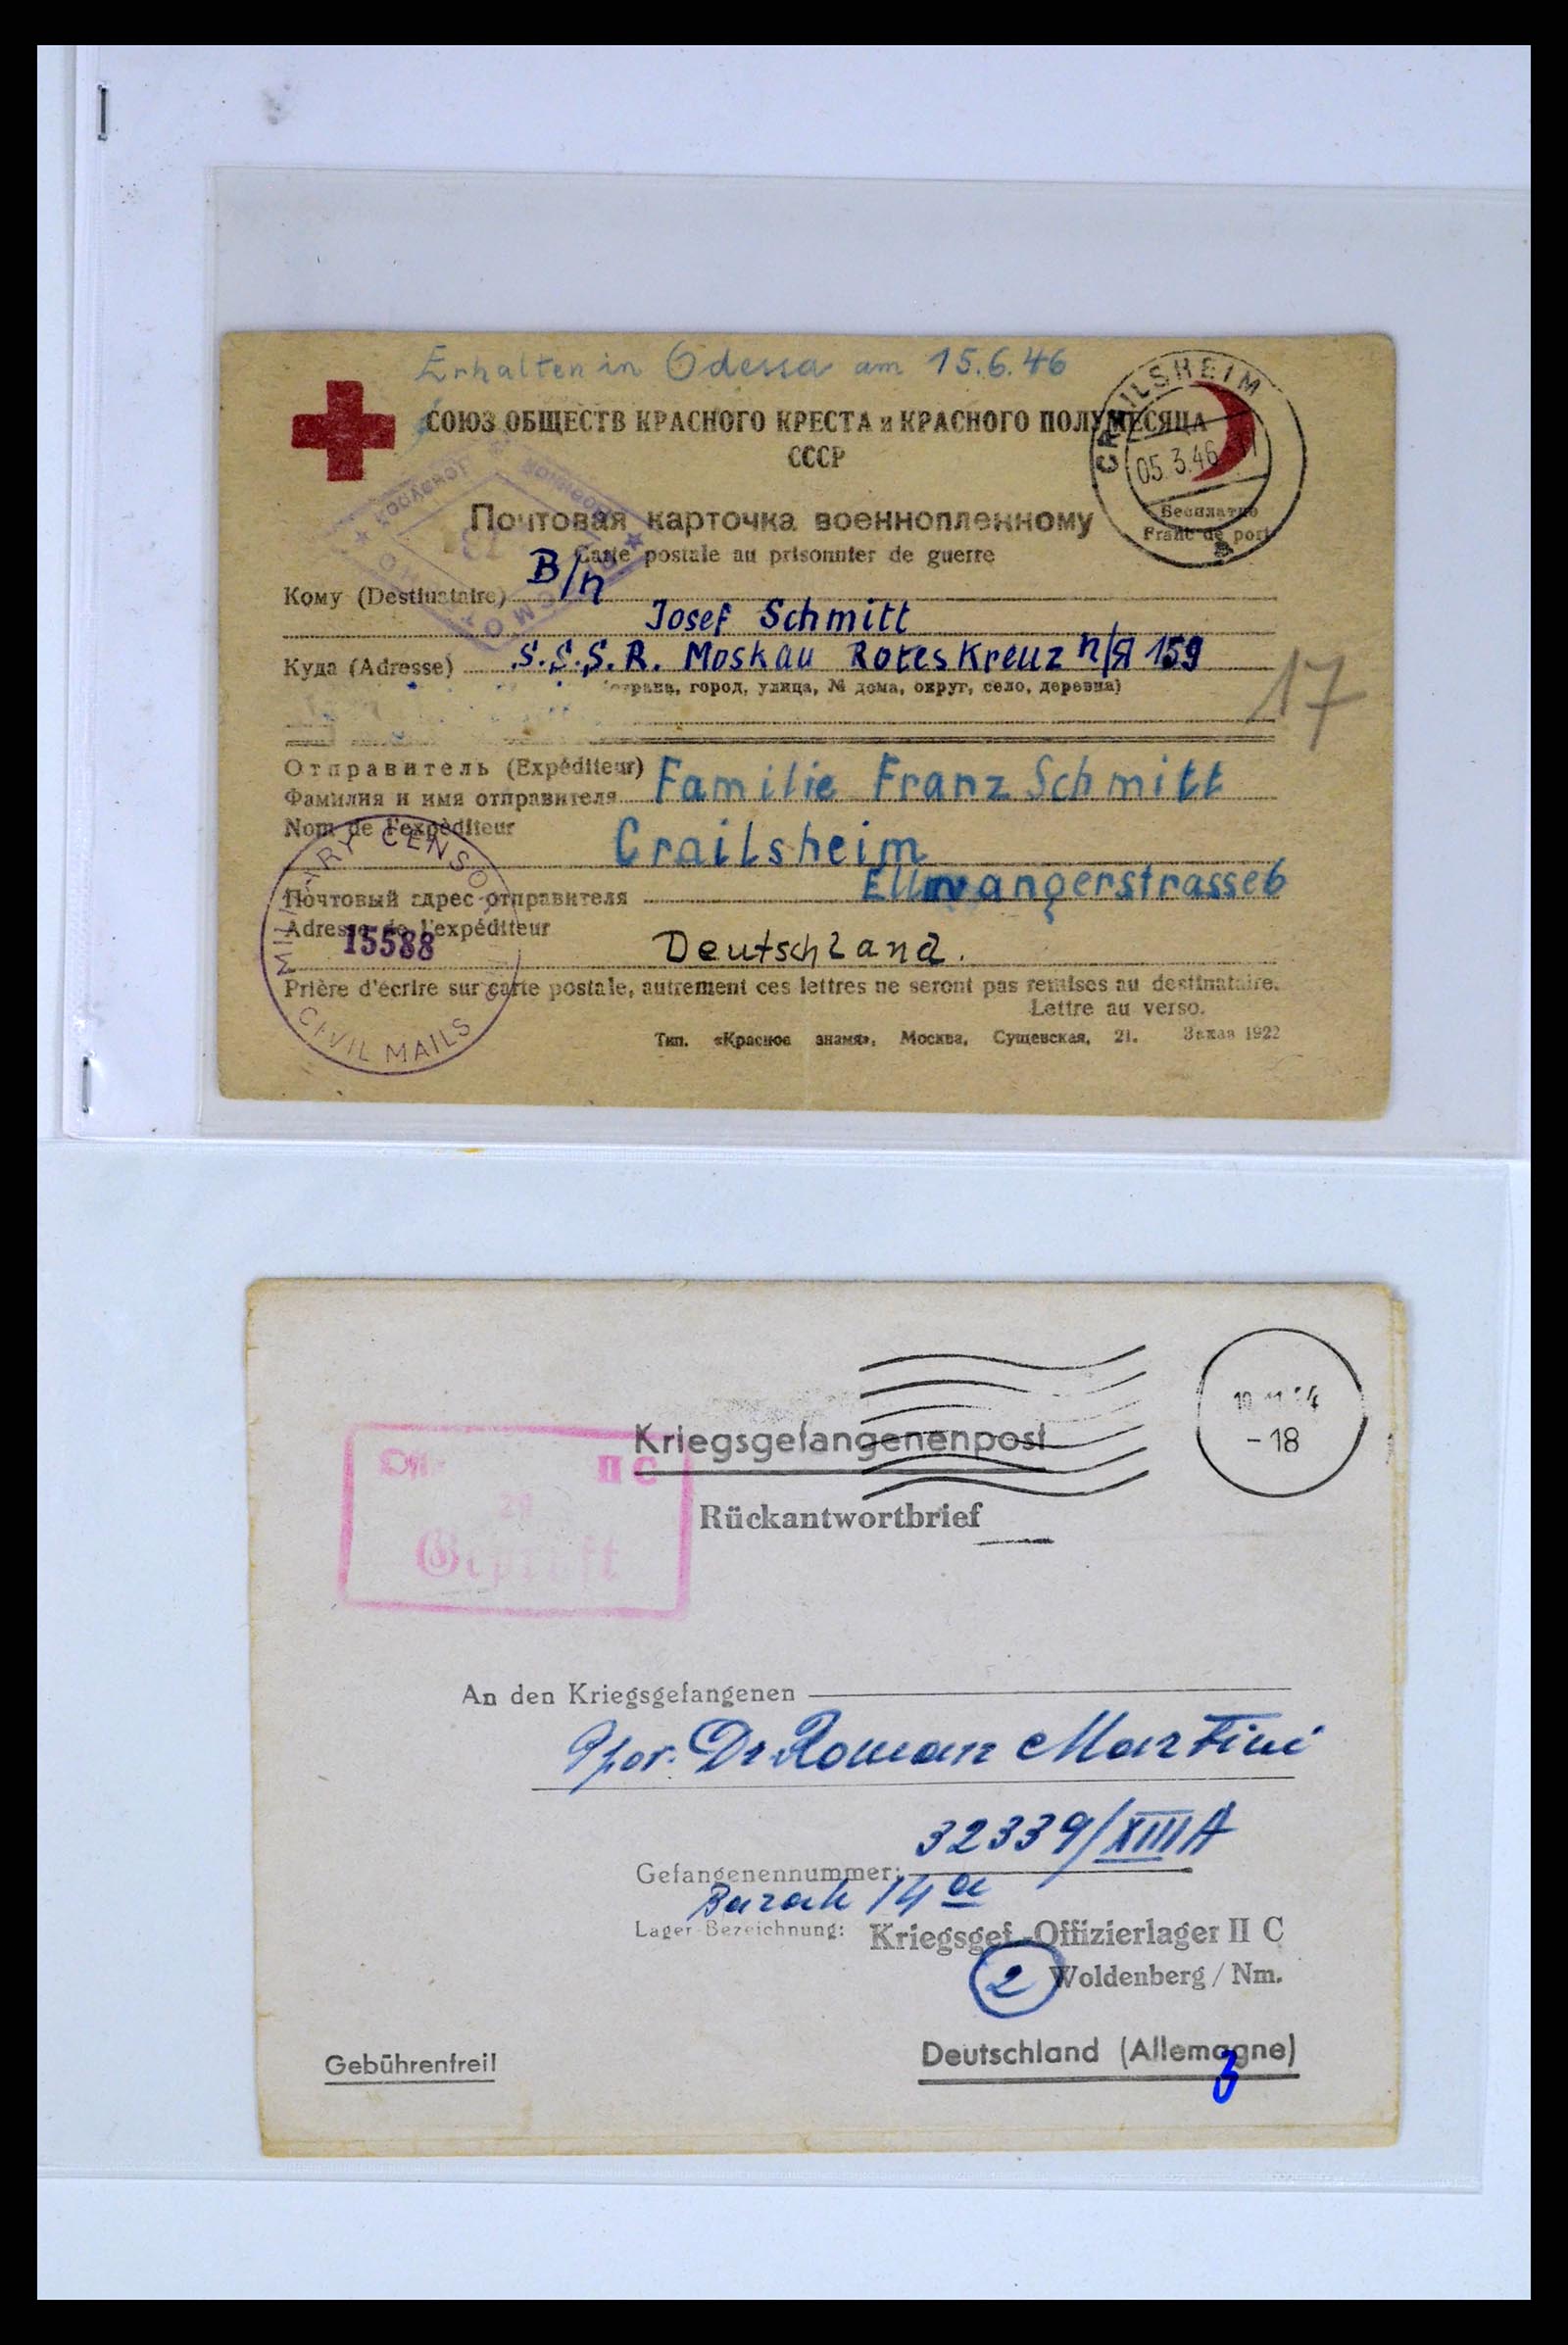 Erhalten in Odessa am 15.6.46
СОЮЗ ОБЩЕСТВ КРАСНОГО КРЕСТА и КРАСНОГО ПОЛУМЕСЯЦА
СССР
CRAILSHEIM
05.3.46
Почтовая карточка военнопленному
Бесплатно
Franc de port
Carte postale au prisonnier de guerre
В/п
Кому (Destinataire)
Josef Schmitt
Куда (Adresse) S.S.S.R. Moskau Rotes Kreuz п/Я 159
страна, город, улица, № дома, округ, село, деревня)
17
Отправитель (Expéditeur)
Фамилия и имя отправителя Familie Franz Schmitt
Nom de l'expéditeur
Crailsheim
Почтовый адрес отправителя Ellwangerstrasse 6
Adresse de l'expéditeur
Deutschland.
MILITARY CENSORSHIP
15588
CIVIL MAILS
Prière d'écrire sur carte postale, autrement ces lettres ne seront pas remises au destinataire.
Lettre au verso.
Тип. «Красное знамя», Москва, Сущевская, 21. Заказ 1922
-18
Kriegsgefangenenpost
II C
Geprüft
Rückantwortbrief
An den Kriegsgefangenen
Ppor. Dr Roman Martini
32339/XIIIA
Gefangenennummer:
Barak 14a
Lager-Bezeichnung: Kriegsgef.-Offizierlager II C
2 Woldenberg / Nm.
Gebührenfrei!
Deutschland (Allemagne)
3